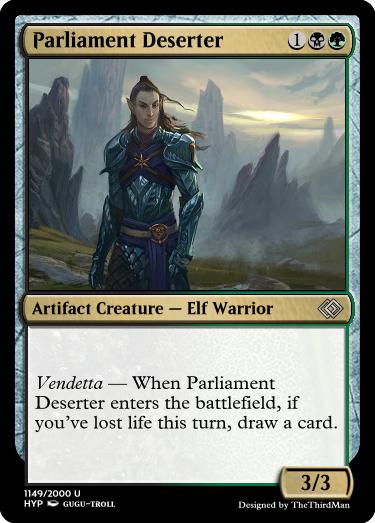 Parliament Deserter 1
Artifact Creature — Elf Warrior
Vendetta — When Parliament
Deserter enters the battlefield, if
you've lost life this turn, draw a card.
3/3
1149/2000 U
HYP GUGU-TROLL
Designed by TheThirdMan